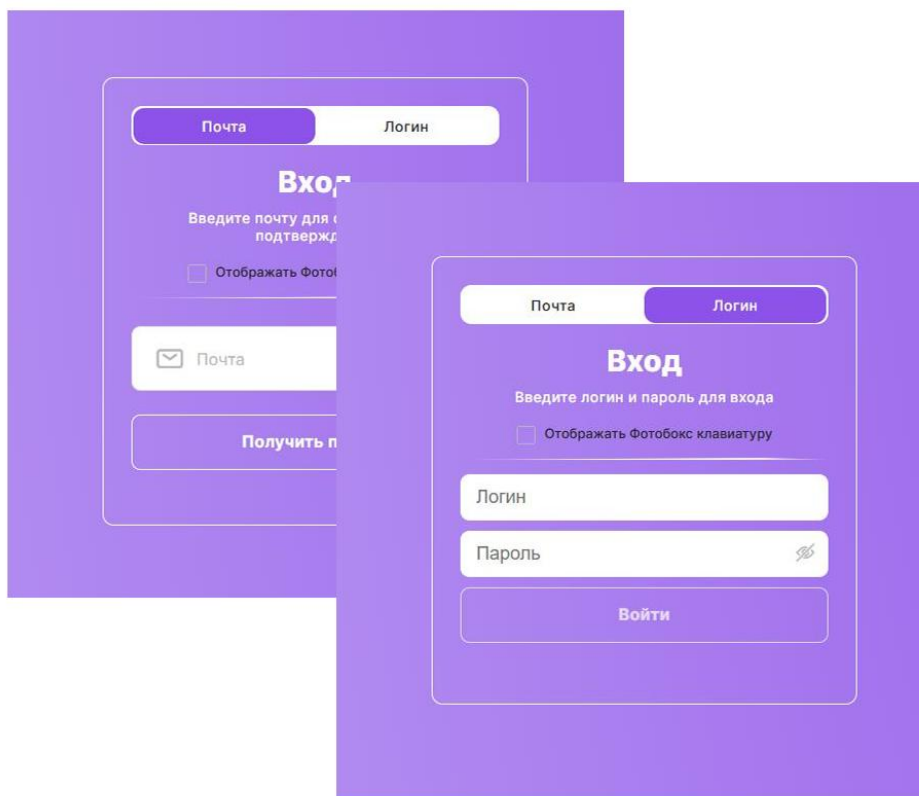 Почта
Логин
Вход
Введите почту для
подтвержд
Отображать Фотоб
Почта
Получить п
Почта
Логин
Вход
Введите логин и пароль для входа
Отображать Фотобокс клавиатуру
Логин
Пароль
Войти